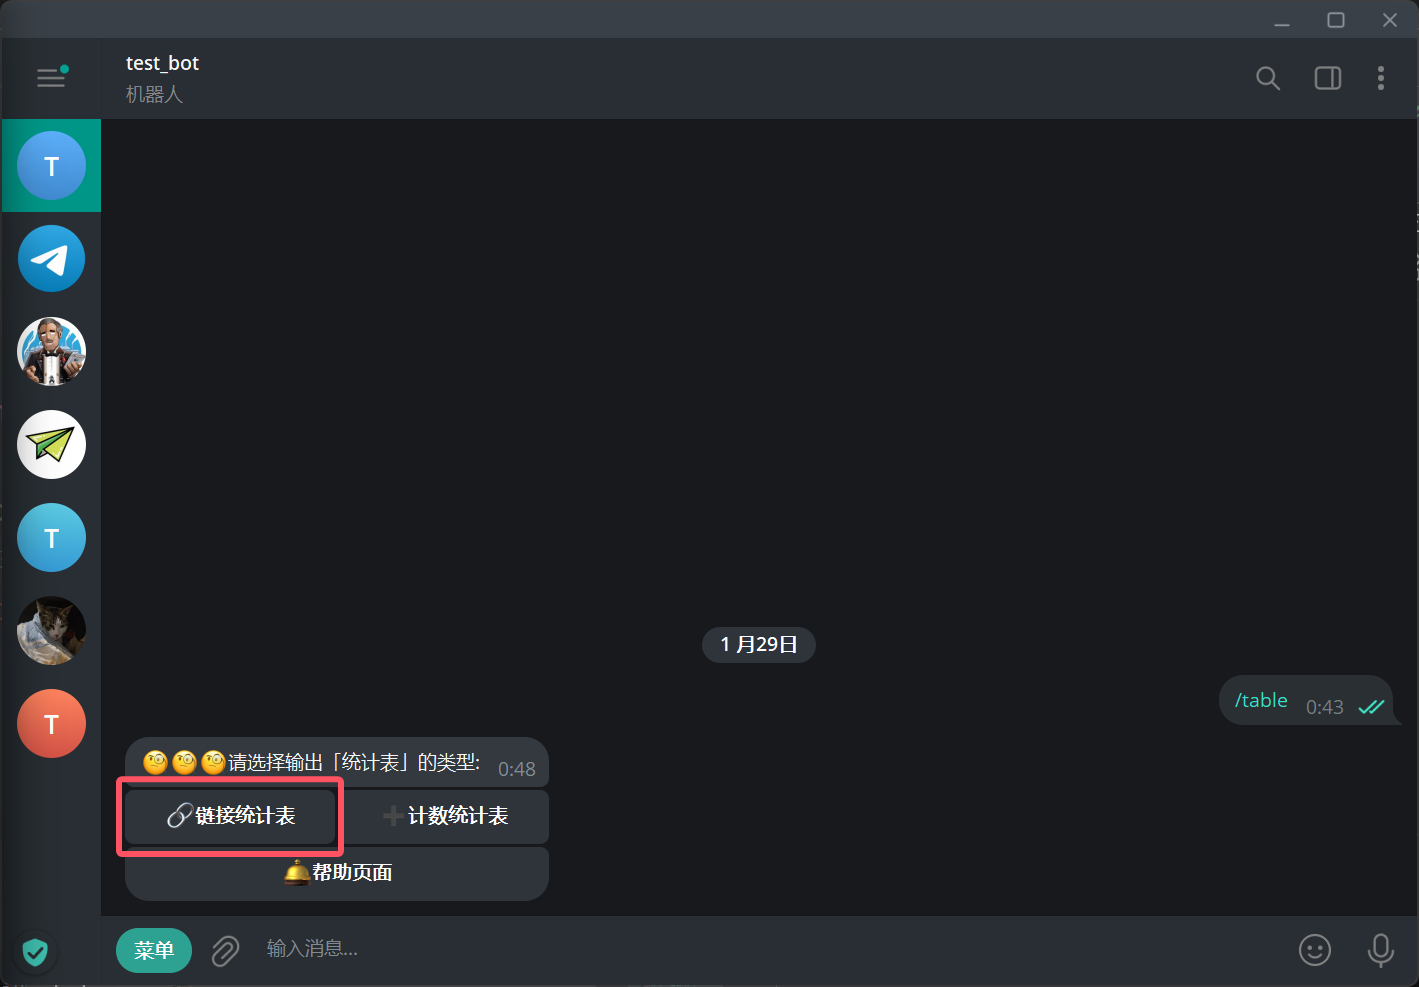 test_bot
机器人
T
T
T
1 月29日
/table 0:43
🧐🧐🧐请选择输出「统计表」的类型: 0:48
🔗链接统计表
➕计数统计表
🛎帮助页面
菜单
输入消息...